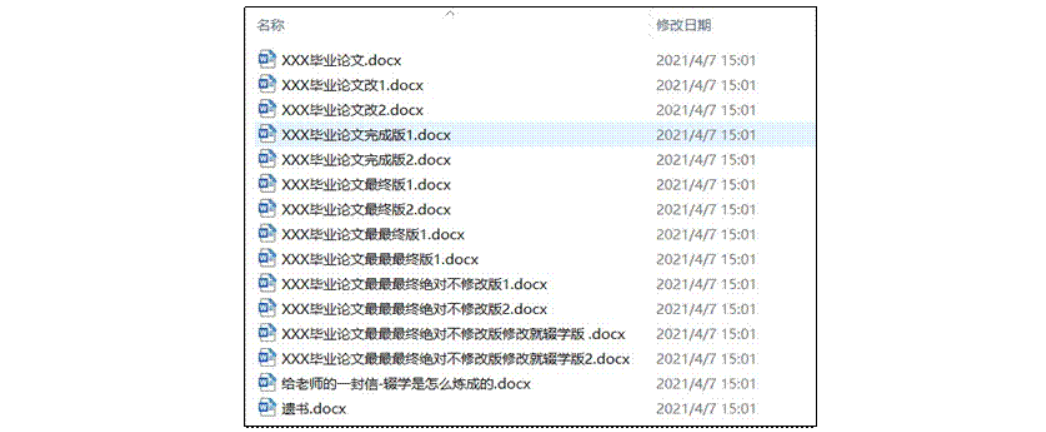 名称 修改日期
XXX毕业论文.docx 2021/4/7 15:01
XXX毕业论文改1.docx 2021/4/7 15:01
XXX毕业论文改2.docx 2021/4/7 15:01
XXX毕业论文完成版1.docx 2021/4/7 15:01
XXX毕业论文完成版2.docx 2021/4/7 15:01
XXX毕业论文最终版1.docx 2021/4/7 15:01
XXX毕业论文最终版2.docx 2021/4/7 15:01
XXX毕业论文最最终版1.docx 2021/4/7 15:01
XXX毕业论文最最最终版1.docx 2021/4/7 15:01
XXX毕业论文最最最终绝对不修改版1.docx 2021/4/7 15:01
XXX毕业论文最最最终绝对不修改版2.docx 2021/4/7 15:01
XXX毕业论文最最最终绝对不修改版修改就辍学版 .docx 2021/4/7 15:01
XXX毕业论文最最最终绝对不修改版修改就辍学版2.docx 2021/4/7 15:01
给老师的一封信-辍学是怎么炼成的.docx 2021/4/7 15:01
遗书.docx 2021/4/7 15:01